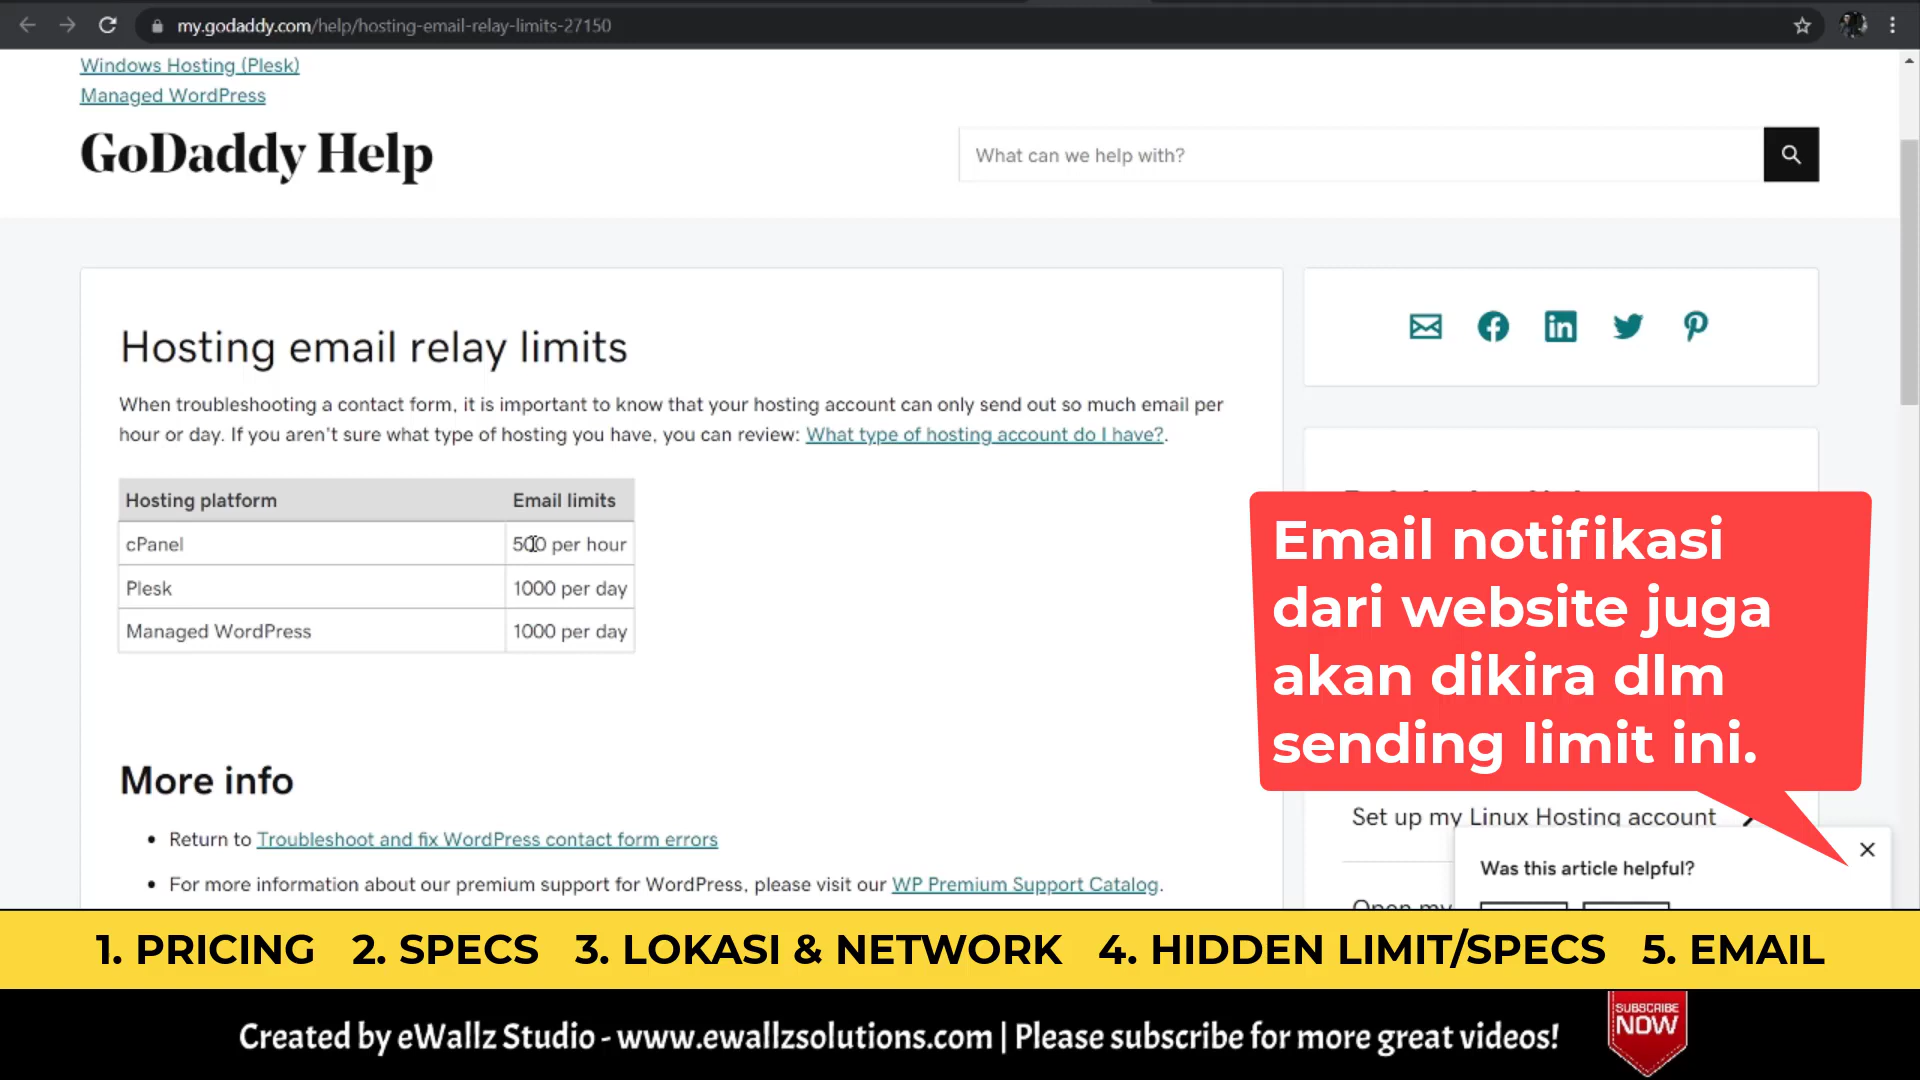 my.godaddy.com/help/hosting-email-relay-limits-27150
Windows Hosting (Plesk)
Managed WordPress
GoDaddy Help
What can we help with?
Hosting email relay limits
When troubleshooting a contact form, it is important to know that your hosting account can only send out so much email per
hour or day. If you aren't sure what type of hosting you have, you can review: What type of hosting account do I have?.
Hosting platform Email limits
cPanel 500 per hour
Plesk 1000 per day
Managed WordPress 1000 per day
Email notifikasi
dari website juga
akan dikira dlm
sending limit ini.
More info
• Return to Troubleshoot and fix WordPress contact form errors
• For more information about our premium support for WordPress, please visit our WP Premium Support Catalog.
Set up my Linux Hosting account
Was this article helpful?
Open my
1. PRICING 2. SPECS 3. LOKASI & NETWORK 4. HIDDEN LIMIT/SPECS 5. EMAIL
Created by eWallz Studio - www.ewallzsolutions.com | Please subscribe for more great videos!
SUBSCRIBE
NOW